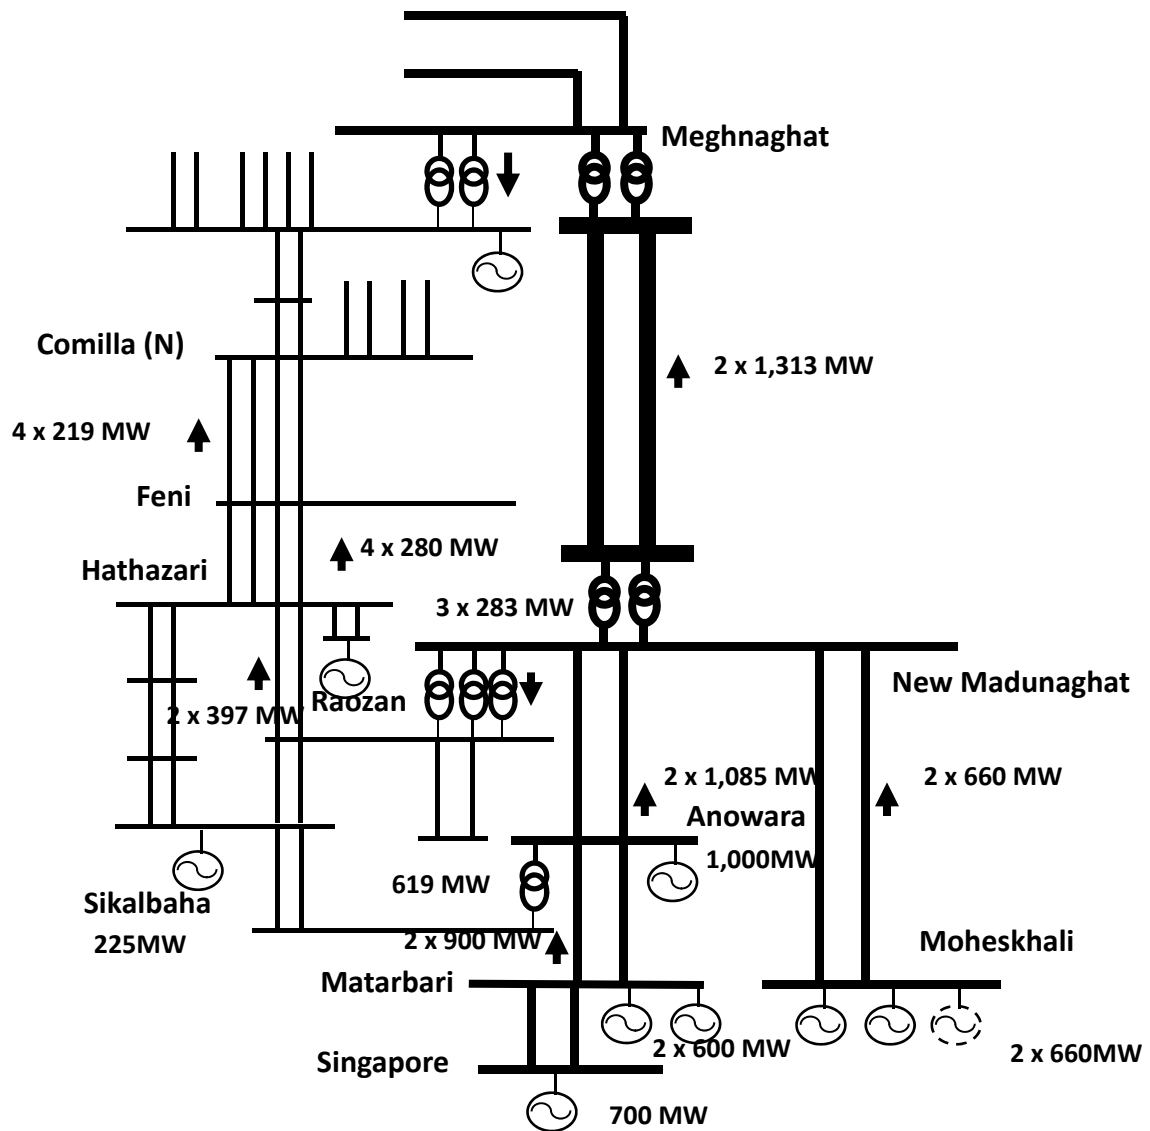 Meghnaghat
Comilla (N)
2 x 1,313 MW
4 x 219 MW
Feni
4 x 280 MW
Hathazari
3 x 283 MW
New Madunaghat
Raozan
2 x 397 MW
2 x 1,085 MW
2 x 660 MW
Anowara
1,000MW
619 MW
Sikalbaha
225MW
2 x 900 MW
Moheskhali
Matarbari
2 x 600 MW
2 x 660MW
Singapore
700 MW